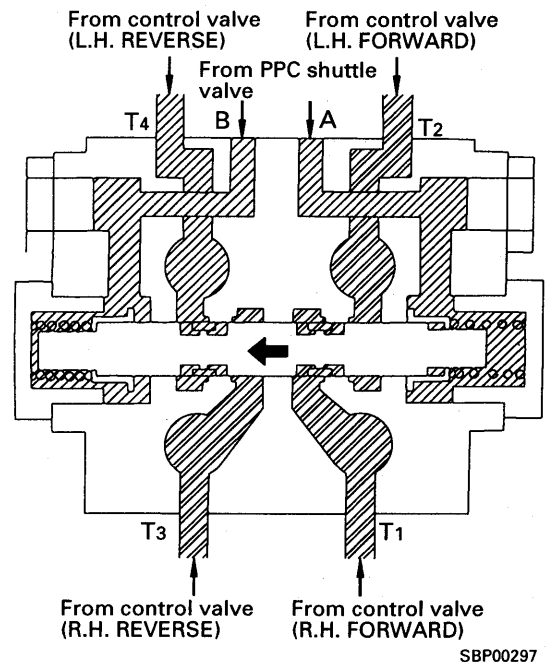 From control valve
(L.H. REVERSE)
From control valve
(L.H. FORWARD)
From PPC shuttle
valve
T4
B
A
T2
T3
T1
From control valve
(R.H. REVERSE)
From control valve
(R.H. FORWARD)
SBP00297